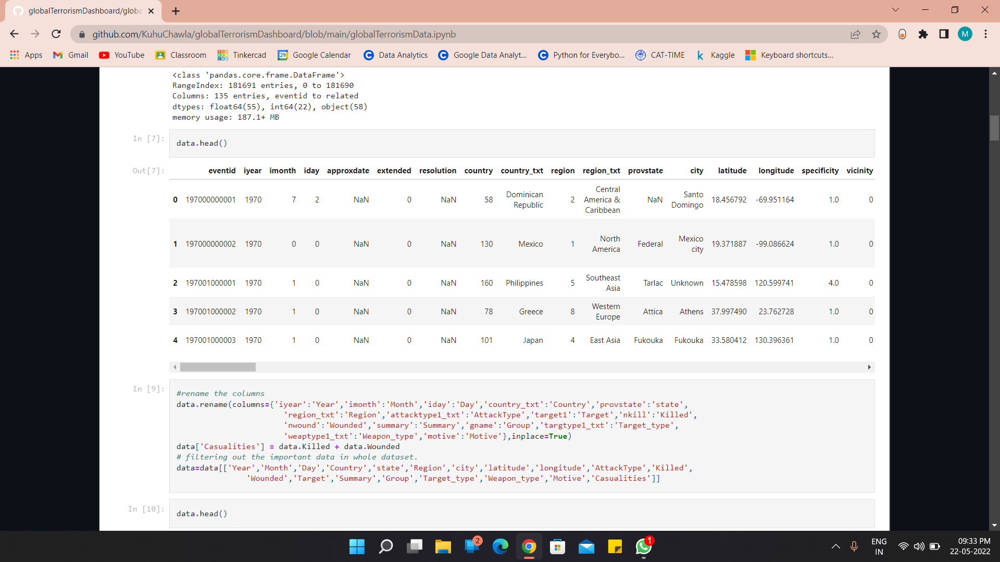 globalTerrorismDashboard/globa
github.com/KuhuChawla/globalTerrorismDashboard/blob/main/globalTerrorismData.ipynb
M
Apps Gmail YouTube Classroom Tinkercad Google Calendar Data Analytics Google Data Analyt... Python for Everybo... CAT-TIME Kaggle Keyboard shortcuts...
<class 'pandas.core.frame.DataFrame'>
RangeIndex: 181691 entries, 0 to 181690
Columns: 135 entries, eventid to related
dtypes: float64(55), int64(22), object(58)
memory usage: 187.1+ MB
In [7]:
data.head()
Out[7]:
eventid iyear imonth iday approxdate extended resolution country country_txt region region_txt provstate city latitude longitude specificity vicinity
0 197000000001 1970 7 2 NaN 0 NaN 58 Dominican Republic 2 Central America & Caribbean NaN Santo Domingo 18.456792 -69.951164 1.0 0
1 197000000002 1970 0 0 NaN 0 NaN 130 Mexico 1 North America Federal Mexico city 19.371887 -99.086624 1.0 0
2 197001000001 1970 1 0 NaN 0 NaN 160 Philippines 5 Southeast Asia Tarlac Unknown 15.478598 120.599741 4.0 0
3 197001000002 1970 1 0 NaN 0 NaN 78 Greece 8 Western Europe Attica Athens 37.997490 23.762728 1.0 0
4 197001000003 1970 1 0 NaN 0 NaN 101 Japan 4 East Asia Fukouka Fukouka 33.580412 130.396361 1.0 0
In [9]:
#rename the columns
data.rename(columns={'iyear':'Year','imonth':'Month','iday':'Day','country_txt':'Country','provstate':'state',
'region_txt':'Region','attacktype1_txt':'AttackType','target1':'Target','nkill':'Killed',
'nwound':'Wounded','summary':'Summary','gname':'Group','targtype1_txt':'Target_type',
'weaptype1_txt':'Weapon_type','motive':'Motive'},inplace=True)
data['Casualities'] = data.Killed + data.Wounded
# filtering out the important data in whole dataset.
data=data[['Year','Month','Day','Country','state','Region','city','latitude','longitude','AttackType','Killed',
'Wounded','Target','Summary','Group','Target_type','Weapon_type','Motive','Casualities']]
In [10]:
data.head()
2
1
ENG
IN
09:33 PM
22-05-2022